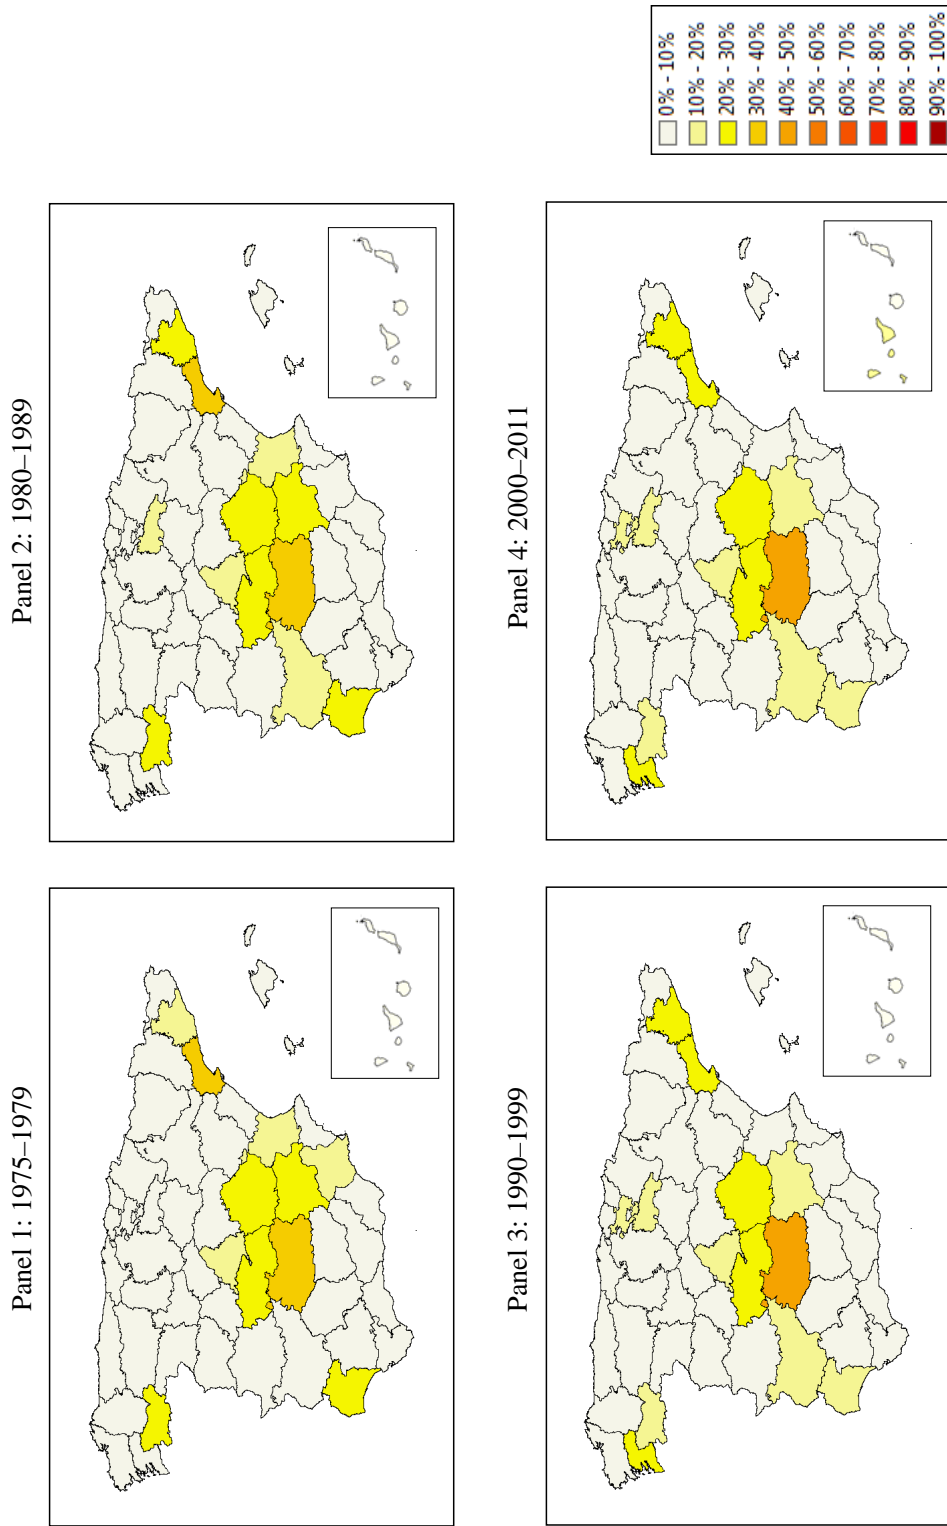 Panel 1: 1975–1979
Panel 2: 1980–1989
Panel 3: 1990–1999
Panel 4: 2000–2011
0% - 10%
10% - 20%
20% - 30%
30% - 40%
40% - 50%
50% - 60%
60% - 70%
70% - 80%
80% - 90%
90% - 100%